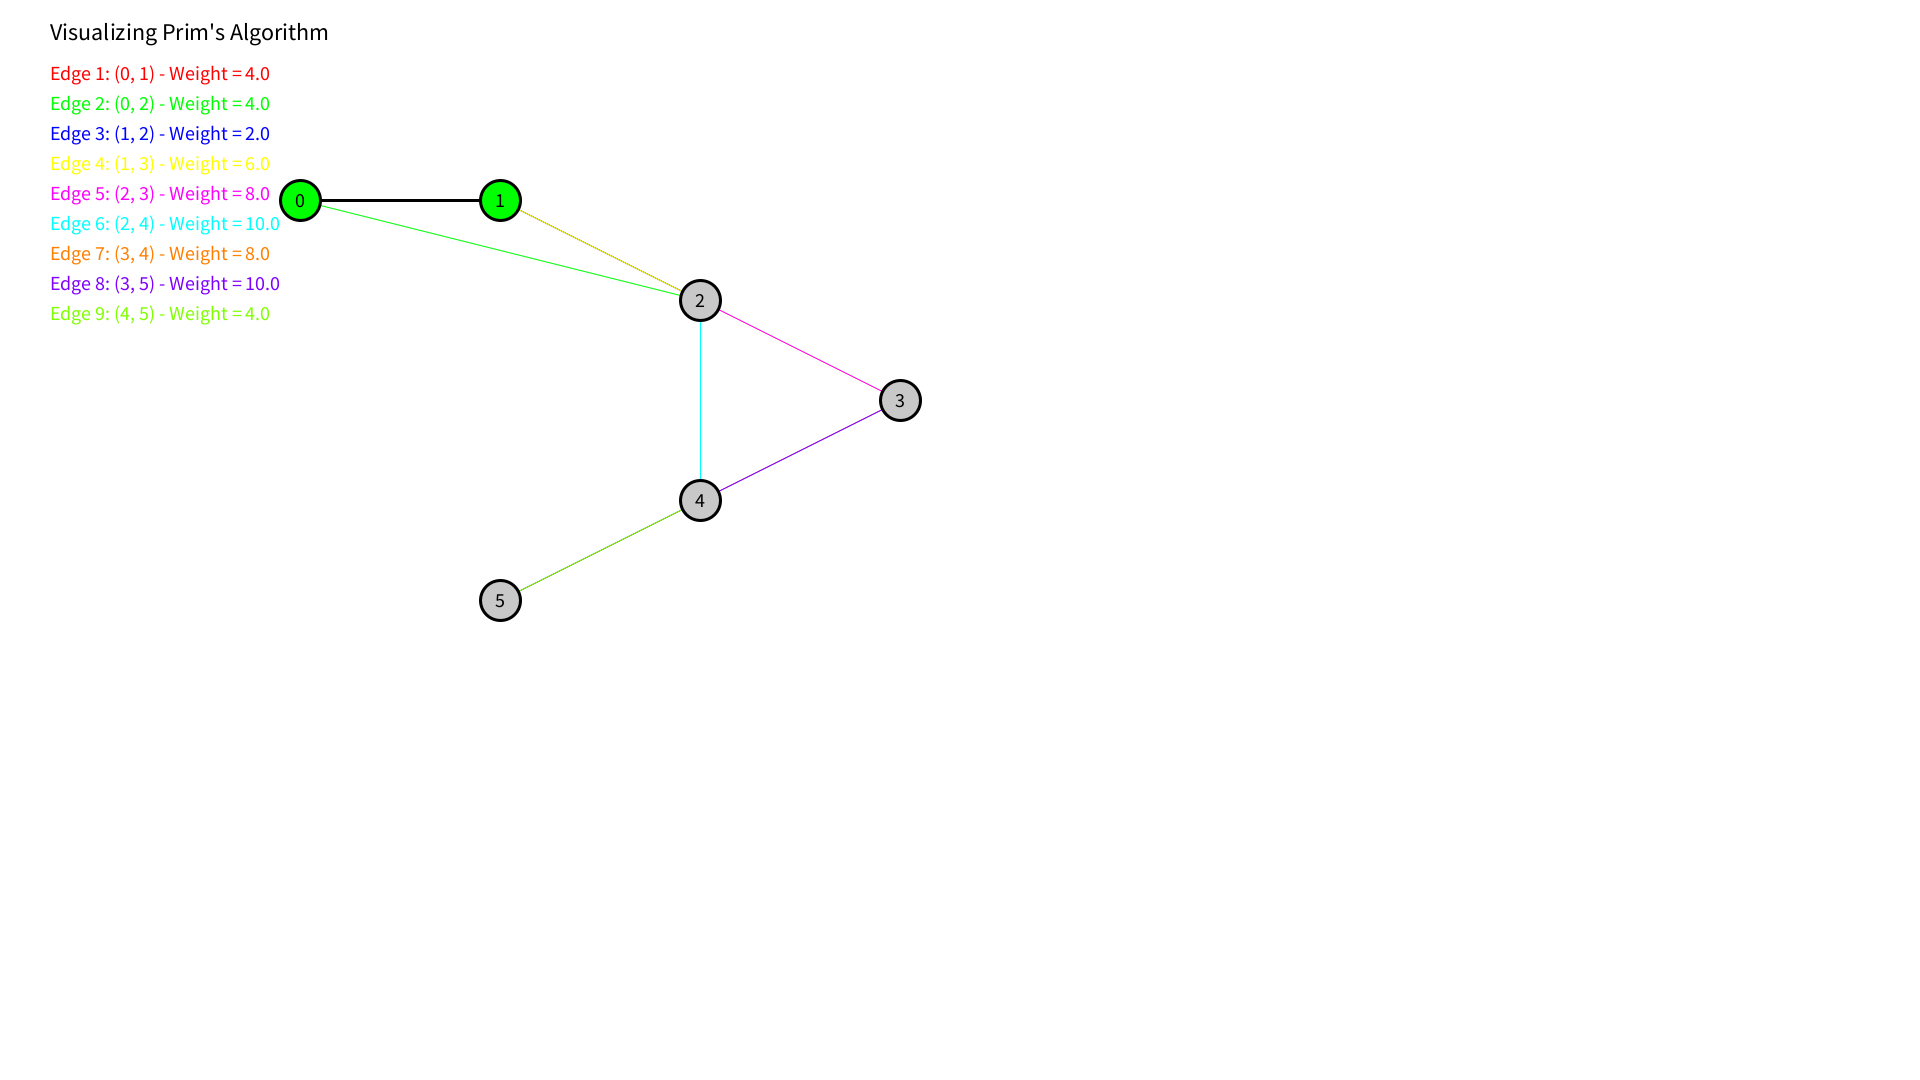 Visualizing Prim's Algorithm
Edge 1: (0, 1) - Weight = 4.0
Edge 2: (0, 2) - Weight = 4.0
Edge 3: (1, 2) - Weight = 2.0
Edge 4: (1, 3) - Weight = 6.0
Edge 5: (2, 3) - Weight = 8.0
Edge 6: (2, 4) - Weight = 10.0
Edge 7: (3, 4) - Weight = 8.0
Edge 8: (3, 5) - Weight = 10.0
Edge 9: (4, 5) - Weight = 4.0
0
1
2
3
4
5